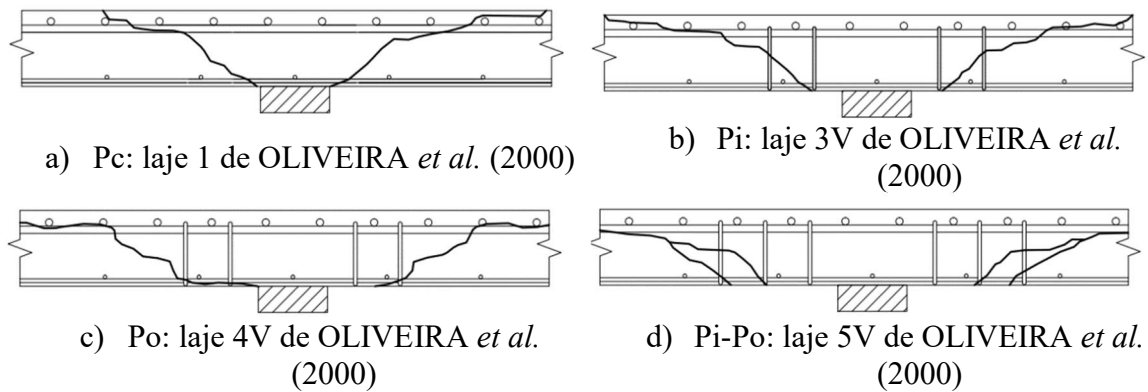 a) Pc: laje 1 de OLIVEIRA et al. (2000)
b) Pi: laje 3V de OLIVEIRA et al.
(2000)
c) Po: laje 4V de OLIVEIRA et al.
(2000)
d) Pi-Po: laje 5V de OLIVEIRA et al.
(2000)